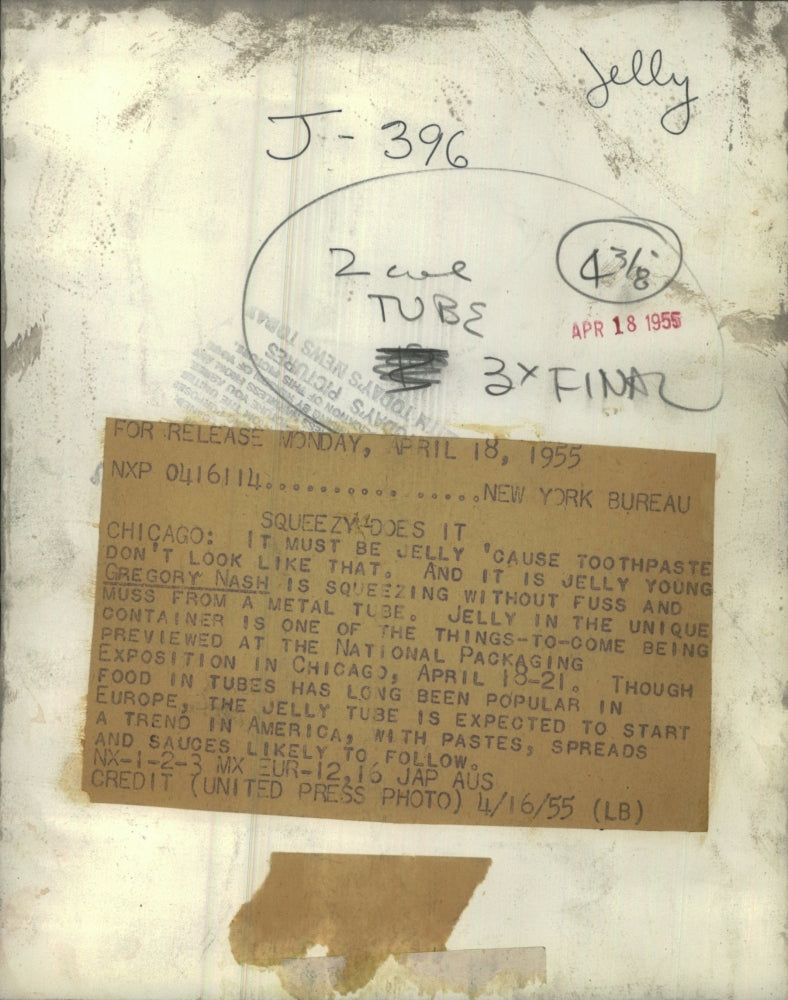 Jelly
J-396
2 col
TUBE
4 3/8
APR 18 1955
3x FINAL
IN TODAY'S NEWS TODAY
PICTURES
FOR RELEASE MONDAY, APRIL 18, 1955
NXP 0416114.......... .....NEW YORK BUREAU
SQUEEZY DOES IT
CHICAGO: IT MUST BE JELLY 'CAUSE TOOTHPASTE
DON'T LOOK LIKE THAT. AND IT IS JELLY YOUNG
GREGORY NASH IS SQUEEZING WITHOUT FUSS AND
MUSS FROM A METAL TUBE. JELLY IN THE UNIQUE
CONTAINER IS ONE OF THE THINGS-TO-COME BEING
PREVIEWED AT THE NATIONAL PACKAGING
EXPOSITION IN CHICAGO, APRIL 18-21. THOUGH
FOOD IN TUBES HAS LONG BEEN POPULAR IN
EUROPE, THE JELLY TUBE IS EXPECTED TO START
A TREND IN AMERICA, WITH PASTES, SPREADS
AND SAUCES LIKELY TO FOLLOW.
NX-1-2-3 MX EUR-12,16 JAP AUS
CREDIT (UNITED PRESS PHOTO) 4/16/55 (LB)